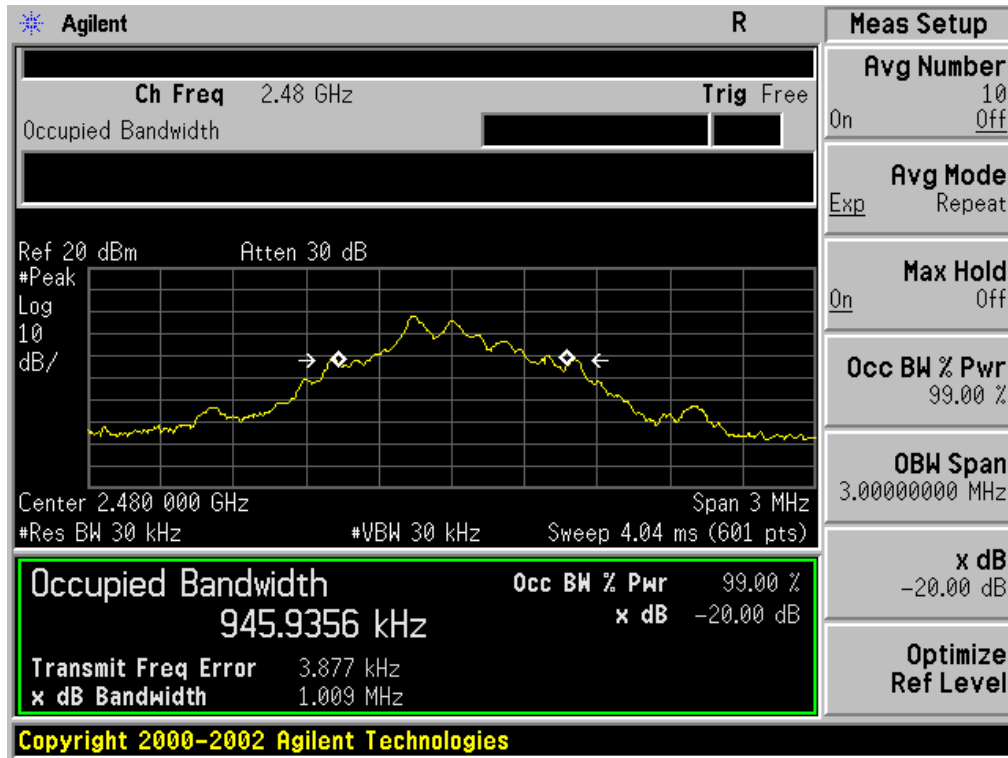 Agilent R
Ch Freq 2.48 GHz Trig Free
Occupied Bandwidth
Ref 20 dBm Atten 30 dB
#Peak
Log
10
dB/
Center 2.480 000 GHz Span 3 MHz
#Res BW 30 kHz #VBW 30 kHz Sweep 4.04 ms (601 pts)
Occupied Bandwidth Occ BW % Pwr 99.00 %
945.9356 kHz x dB -20.00 dB
Transmit Freq Error 3.877 kHz
x dB Bandwidth 1.009 MHz
Copyright 2000-2002 Agilent Technologies
Meas Setup
Avg Number
10
On Off
Avg Mode
Exp Repeat
Max Hold
On Off
Occ BW % Pwr
99.00 %
OBW Span
3.00000000 MHz
x dB
-20.00 dB
Optimize
Ref Level